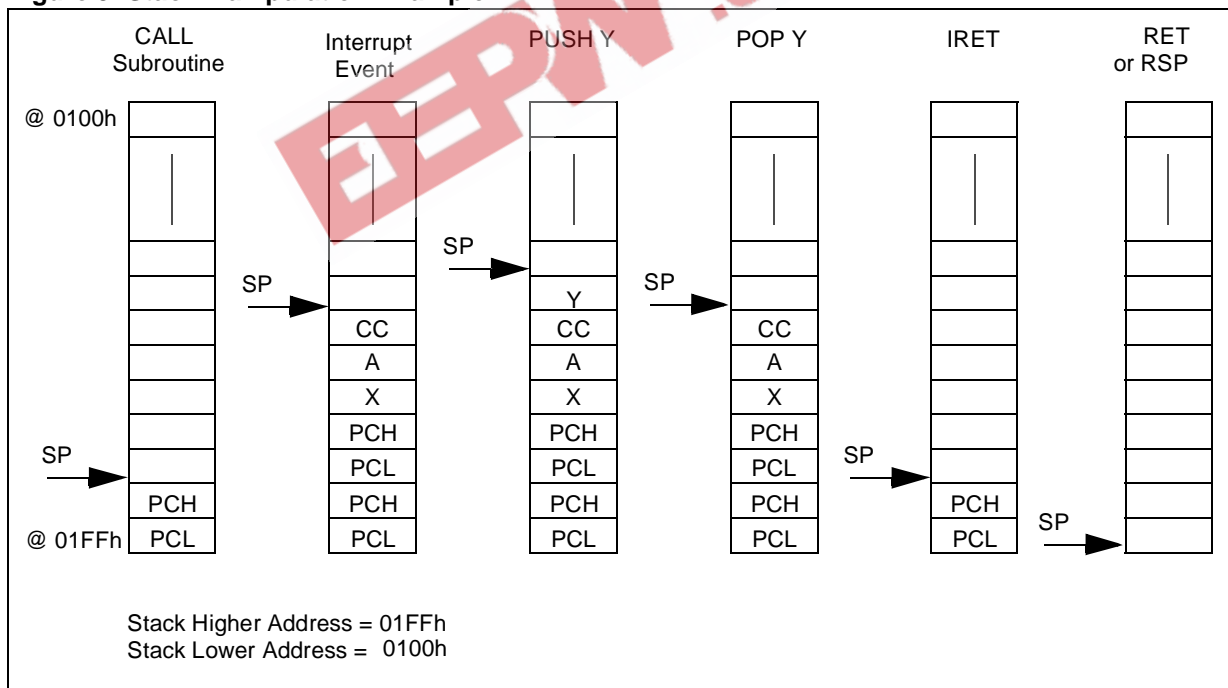 CALL
Subroutine
Interrupt
Event
PUSH Y
POP Y
IRET
RET
or RSP
@ 0100h
SP
SP
SP
Y
CC
CC
CC
A
A
A
X
X
X
PCH
PCH
PCH
SP
SP
PCL
PCL
PCL
PCH
PCH
PCH
PCH
PCH
SP
@ 01FFh
PCL
PCL
PCL
PCL
PCL
Stack Higher Address = 01FFh
Stack Lower Address = 0100h